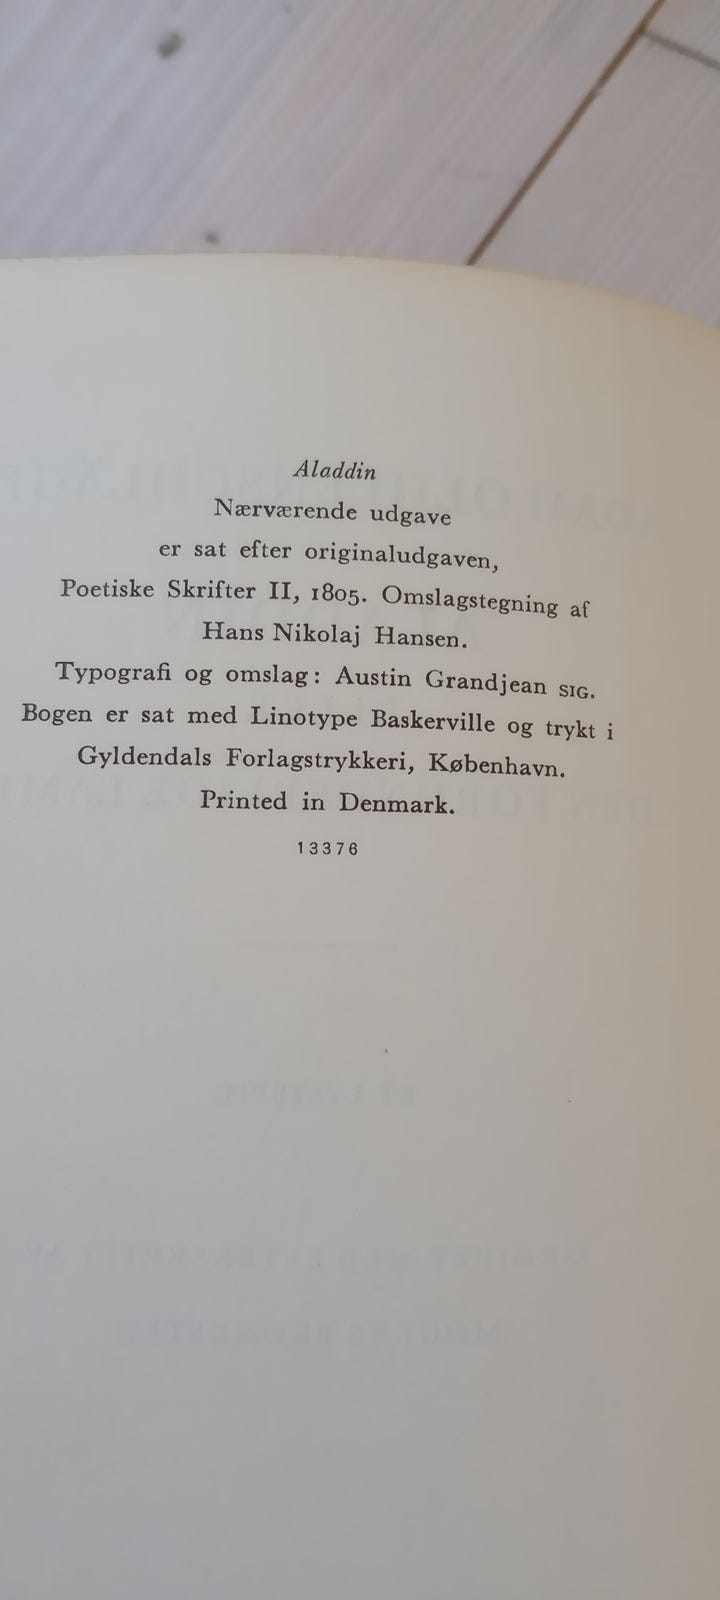 Aladdin
Nærværende udgave
er sat efter originaludgaven,
Poetiske Skrifter II, 1805. Omslagstegning af
Hans Nikolaj Hansen.
Typografi og omslag: Austin Grandjean SIG.
Bogen er sat med Linotype Baskerville og trykt i
Gyldendals Forlagstrykkeri, København.
Printed in Denmark.
13376